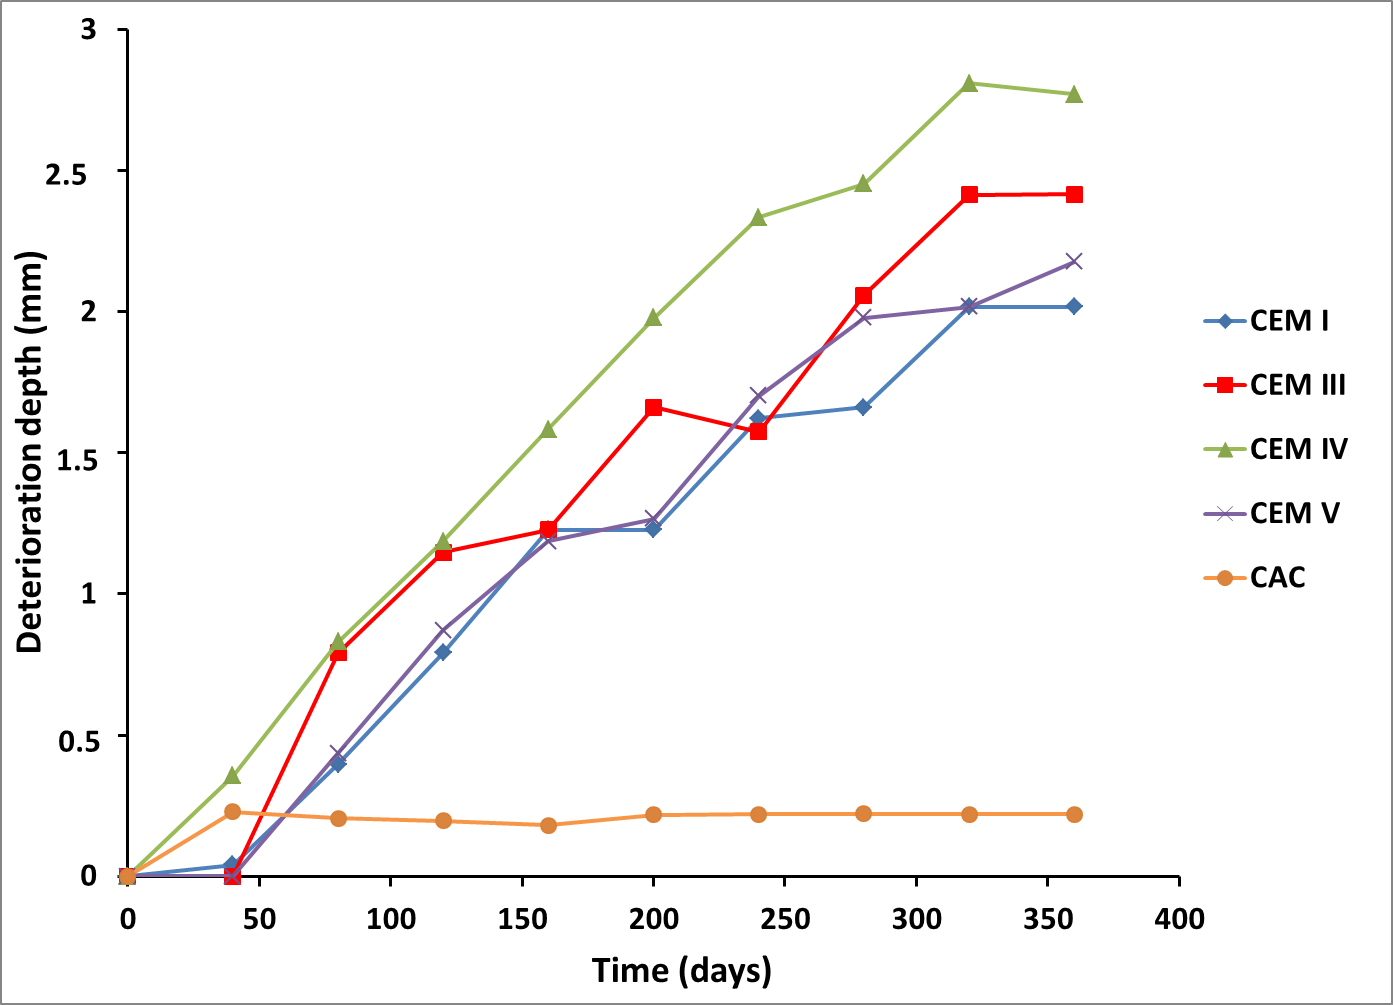 3
2.5
2
1.5
1
0.5
0
Deterioration depth (mm)
0 50 100 150 200 250 300 350 400
Time (days)
CEM I
CEM III
CEM IV
CEM V
CAC